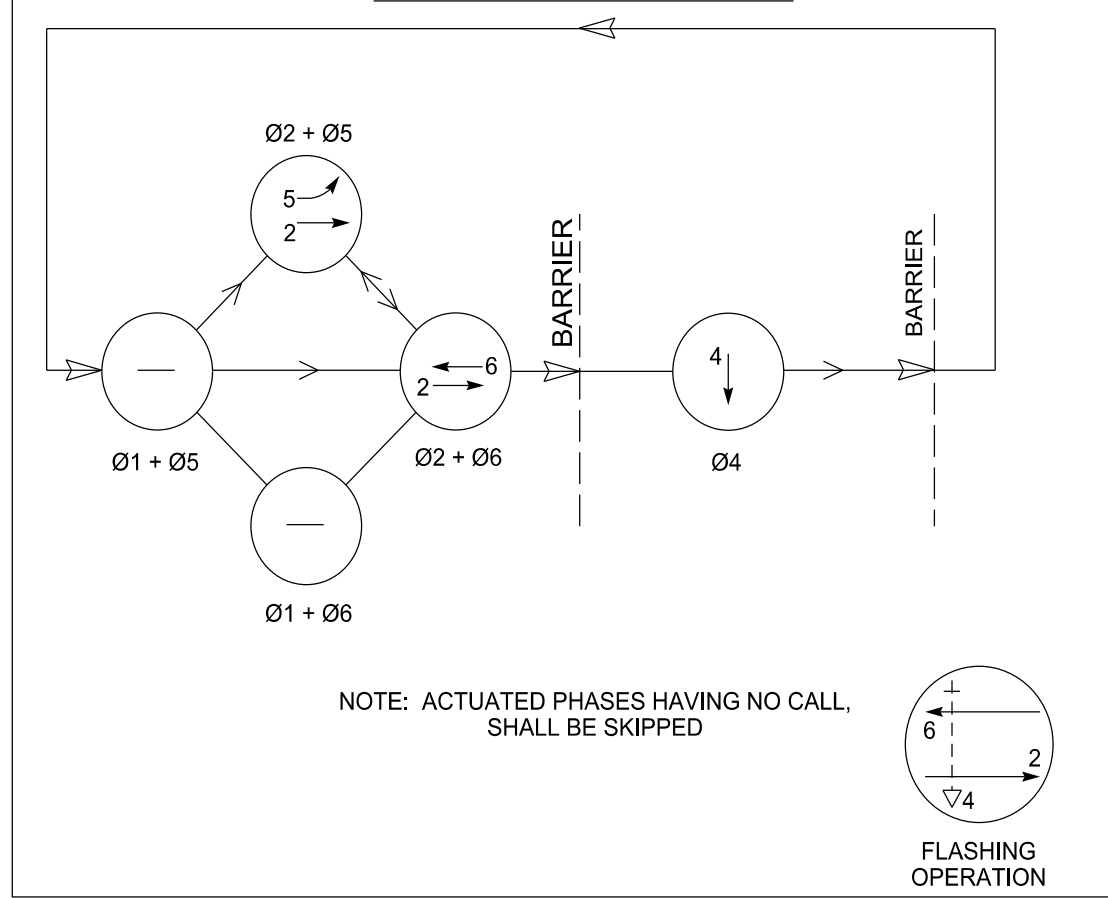 Ø2 + Ø5
5
2
BARRIER
BARRIER
6
2
4
Ø1 + Ø5
Ø2 + Ø6
Ø4
Ø1 + Ø6
NOTE: ACTUATED PHASES HAVING NO CALL,
SHALL BE SKIPPED
6
2
4
FLASHING
OPERATION